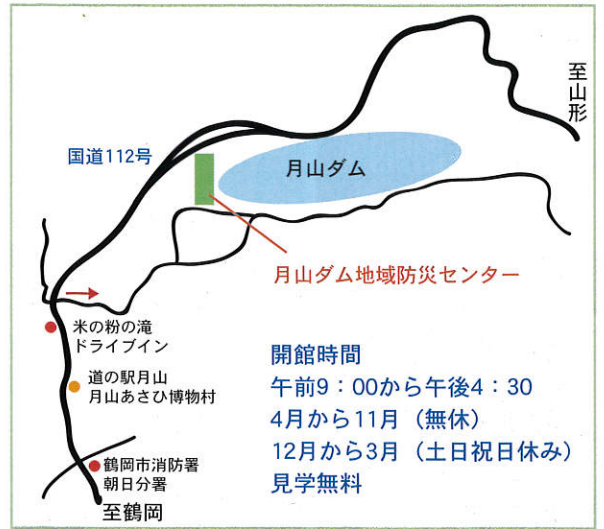 至山形
国道112号
月山ダム
月山ダム地域防災センター
米の粉の滝
ドライブイン
道の駅月山
月山あさひ博物村
鶴岡市消防署
朝日分署
至鶴岡
開館時間
午前9：00から午後4：30
4月から11月（無休）
12月から3月（土日祝日休み）
見学無料